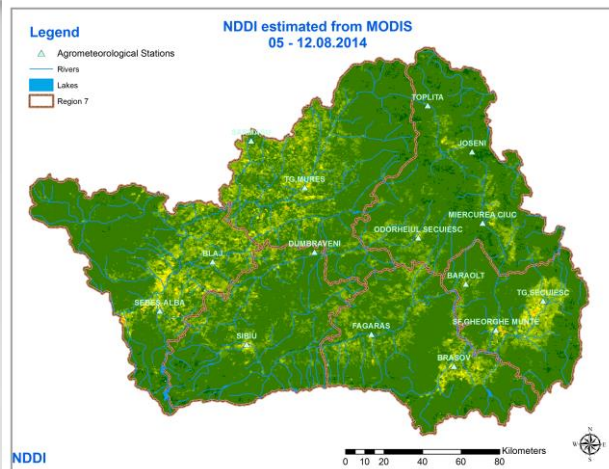 NDDI estimated from MODIS
05 - 12.08.2014
Legend
Agrometeorological Stations
Rivers
Lakes
Region 7
TOPLITA
JOSENI
TG.MURES
MIERCUREA CIUC
ODORHEIUL SECUIESC
DUMBRAVENI
BLAJ
BARAOLT
TG.SECUIESC
SEBES-ALBA
SF.GHEORGHE MUNTE
FAGARAS
SIBIU
BRASOV
NDDI
Kilometers
0 10 20 40 60 80
N
W E
S